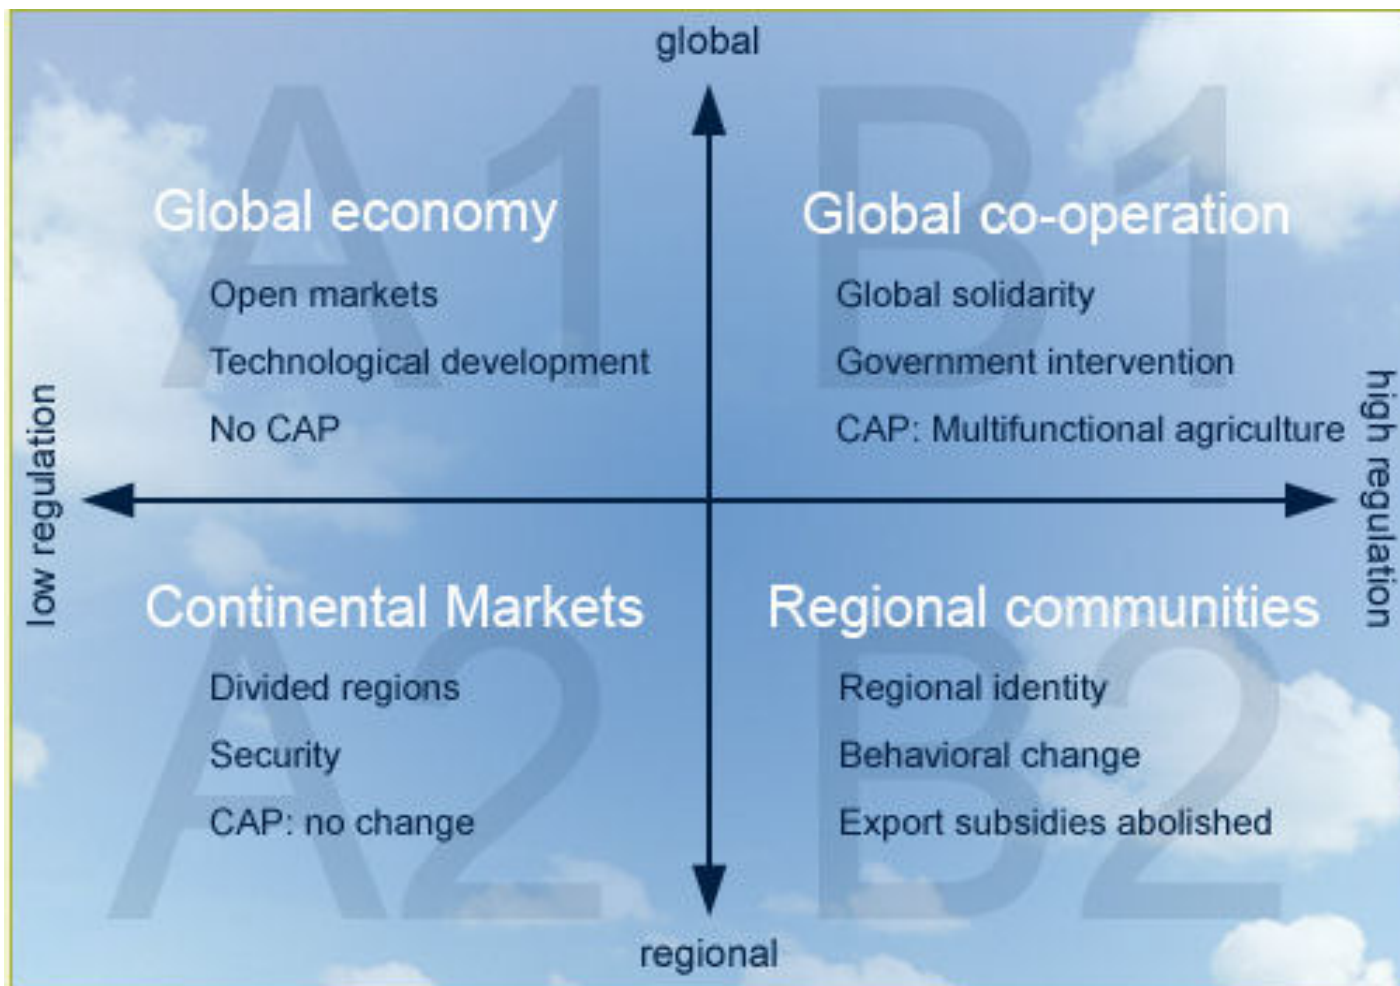 global
A1
B1
Global economy
Open markets
Technological development
No CAP
Global co-operation
Global solidarity
Government intervention
CAP: Multifunctional agriculture
low regulation
high regulation
A2
B2
Continental Markets
Divided regions
Security
CAP: no change
Regional communities
Regional identity
Behavioral change
Export subsidies abolished
regional